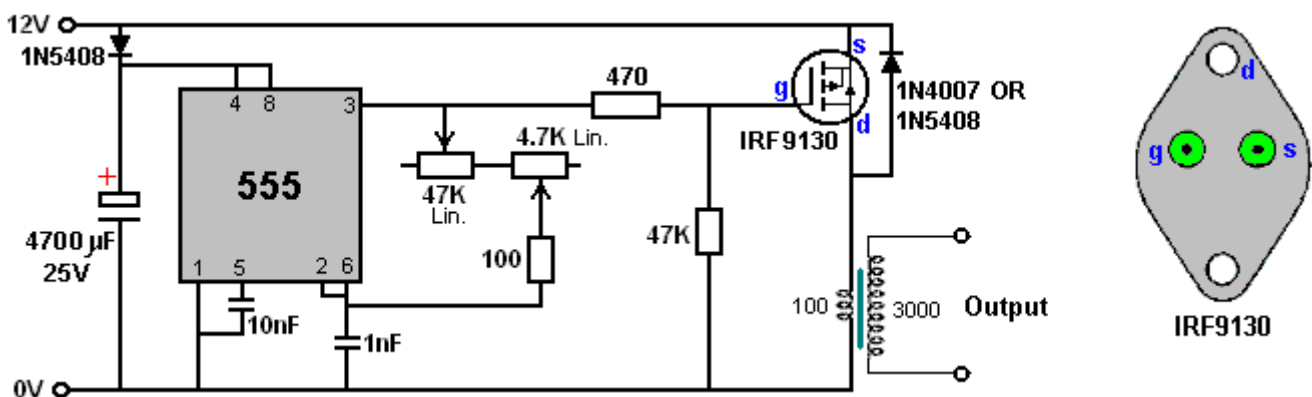 12V
1N5408
4 8 3
555
470
4.7K Lin.
47K
Lin.
100
g
s
d
IRF9130
1N4007 OR
1N5408
+
4700 µF
25V
1 5 2 6
10nF
1nF
47K
100
3000
Output
0V
d
g
s
IRF9130